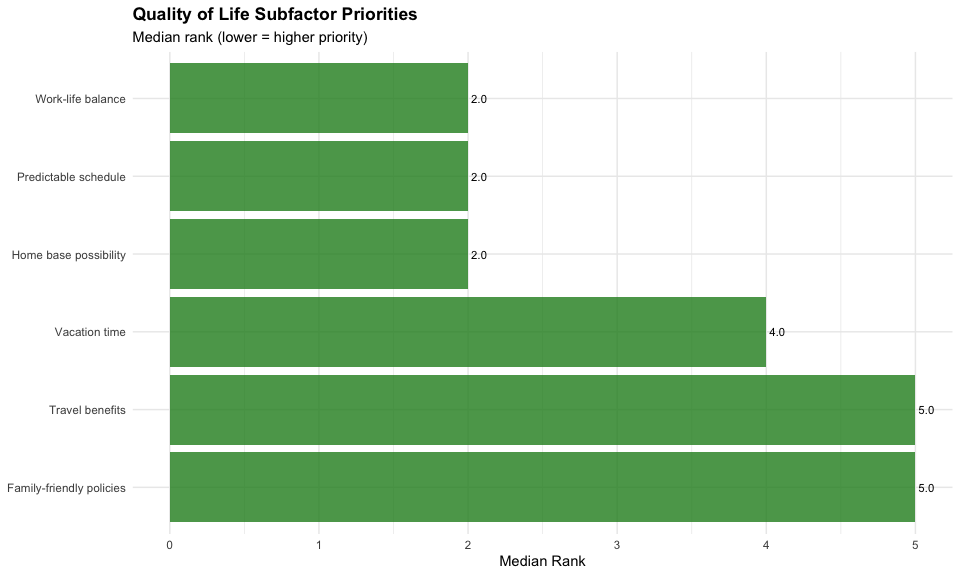 Quality of Life Subfactor Priorities
Median rank (lower = higher priority)
Work-life balance 2.0
Predictable schedule 2.0
Home base possibility 2.0
Vacation time 4.0
Travel benefits 5.0
Family-friendly policies 5.0
0 1 2 3 4 5
Median Rank